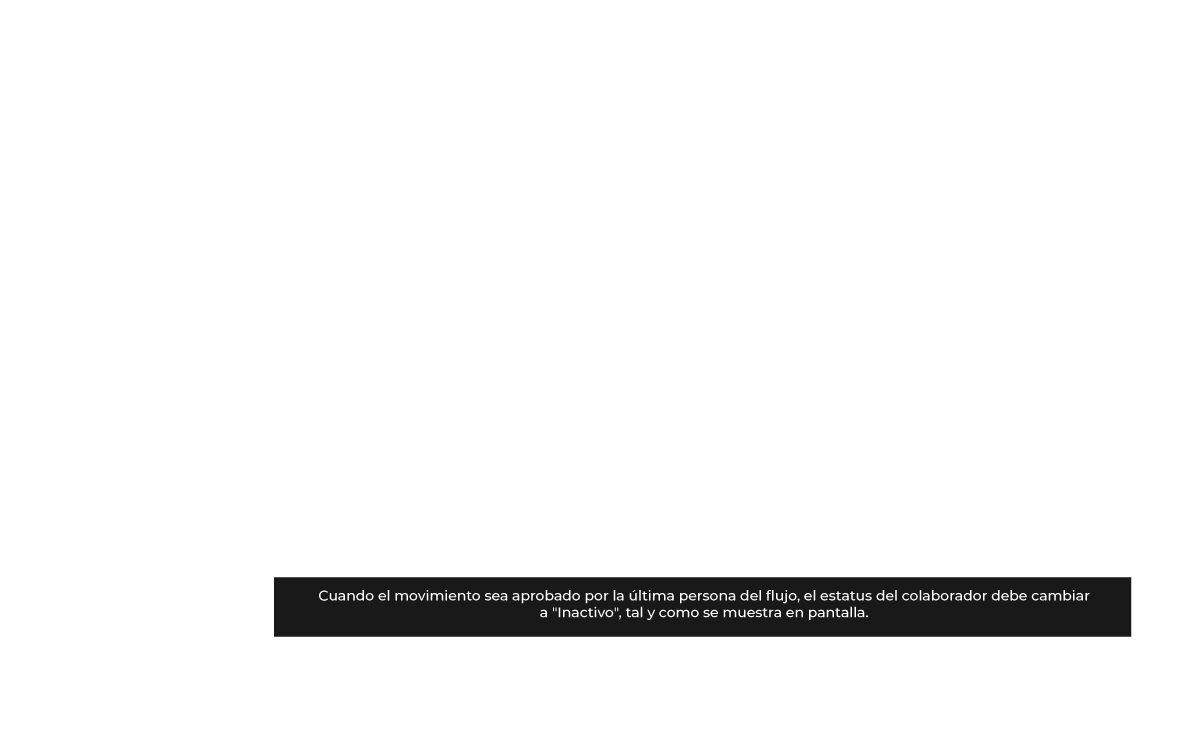 Cuando el movimiento sea aprobado por la última persona del flujo, el estatus del colaborador debe cambiar
a "Inactivo", tal y como se muestra en pantalla.